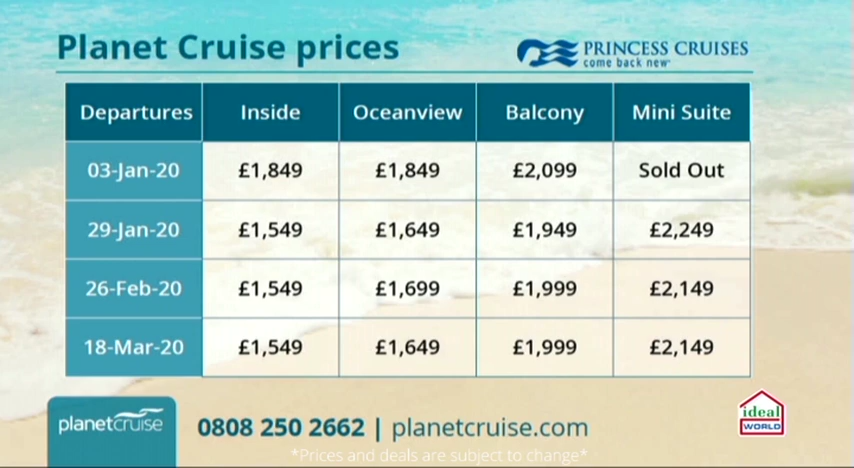 Planet Cruise prices
PRINCESS CRUISES
come back new
Departures Inside Oceanview Balcony Mini Suite
03-Jan-20 £1,849 £1,849 £2,099 Sold Out
29-Jan-20 £1,549 £1,649 £1,949 £2,249
26-Feb-20 £1,549 £1,699 £1,999 £2,149
18-Mar-20 £1,549 £1,649 £1,999 £2,149
planetcruise 0808 250 2662 | planetcruise.com
ideal
WORLD
*Prices and deals are subject to change*